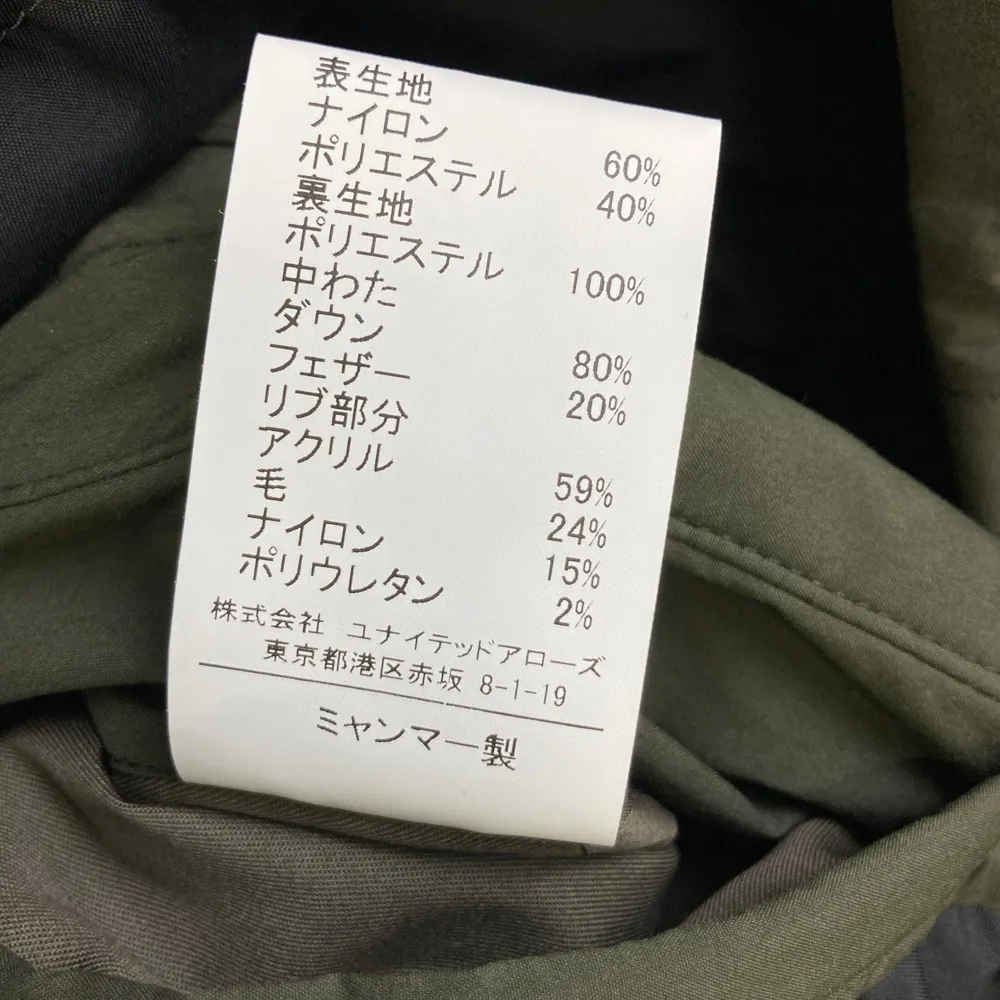 表生地
ナイロン 60%
ポリエステル 40%
裏生地
ポリエステル 100%
中わた
ダウン 80%
フェザー 20%
リブ部分
アクリル 59%
毛 24%
ナイロン 15%
ポリウレタン 2%
株式会社 ユナイテッドアローズ
東京都港区赤坂 8-1-19
ミャンマー製